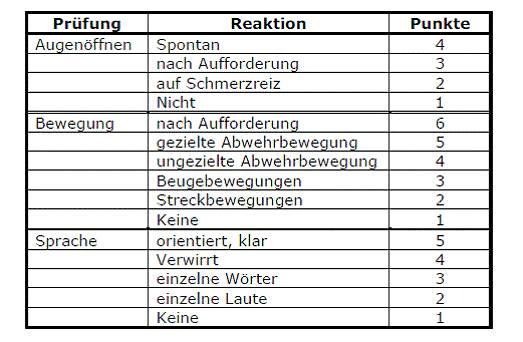 Prüfung Reaktion Punkte
Augenöffnen Spontan 4
nach Aufforderung 3
auf Schmerzreiz 2
Nicht 1
Bewegung nach Aufforderung 6
gezielte Abwehrbewegung 5
ungezielte Abwehrbewegung 4
Beugebewegungen 3
Streckbewegungen 2
Keine 1
Sprache orientiert, klar 5
Verwirrt 4
einzelne Wörter 3
einzelne Laute 2
Keine 1